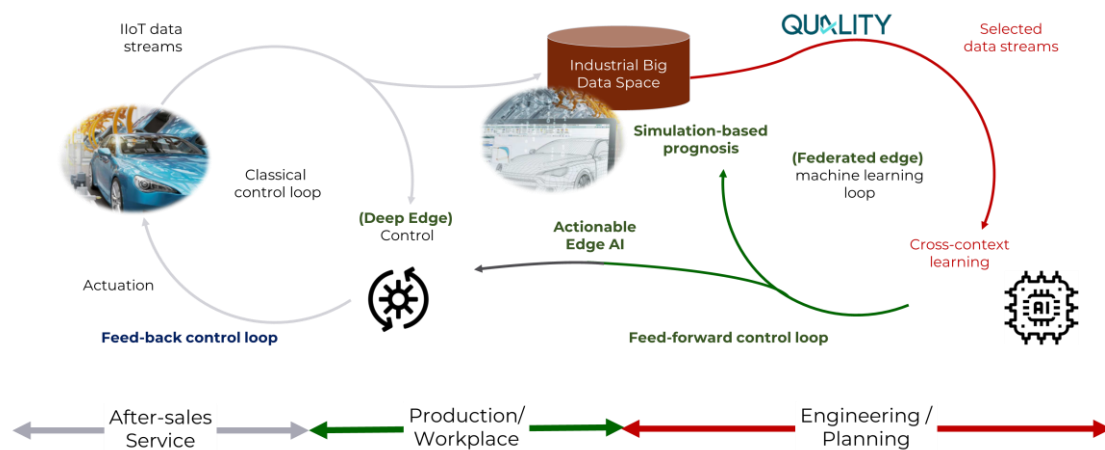 IIoT data
streams
QU∧LITY
Selected
data streams
Industrial Big
Data Space
Simulation-based
prognosis
(Federated edge)
machine learning
loop
Classical
control loop
(Deep Edge)
Control
Actionable
Edge AI
Cross-context
learning
Actuation
AI
Feed-back control loop
Feed-forward control loop
After-sales
Service
Production/
Workplace
Engineering /
Planning